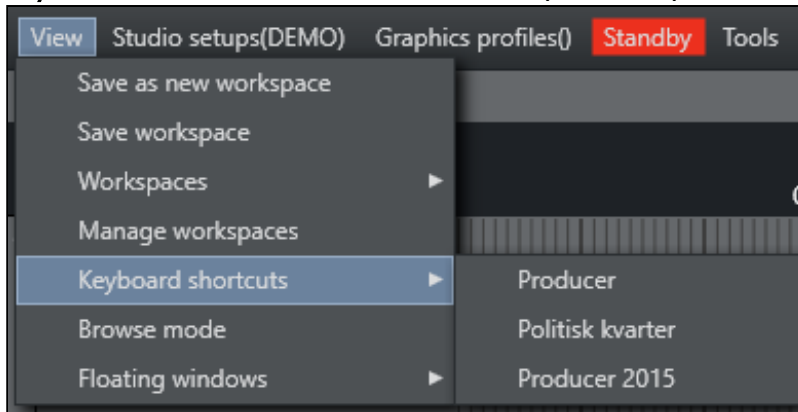 View Studio setups(DEMO) Graphics profiles() Standby Tools
Save as new workspace
Save workspace
Workspaces
Manage workspaces
Keyboard shortcuts
Browse mode
Floating windows
Producer
Politisk kvarter
Producer 2015